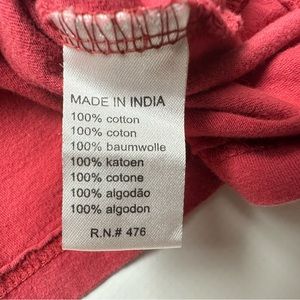 MADE IN INDIA
100% cotton
100% coton
100% baumwolle
100% katoen
100% cotone
100% algodão
100% algodon
R.N.# 476